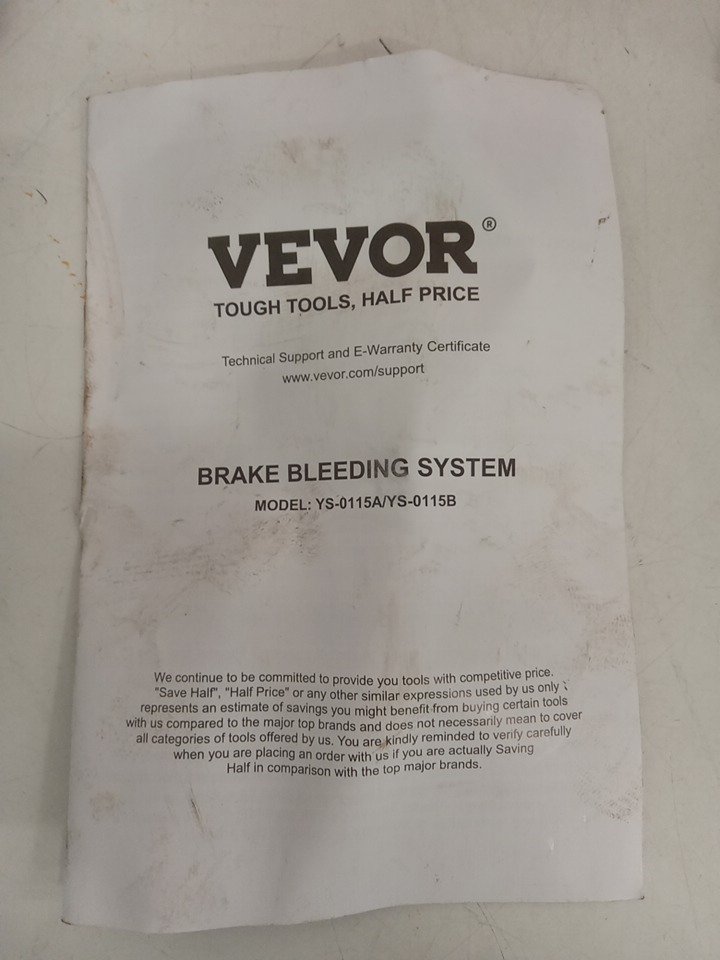 VEVOR®
TOUGH TOOLS, HALF PRICE
Technical Support and E-Warranty Certificate
www.vevor.com/support
BRAKE BLEEDING SYSTEM
MODEL: YS-0115A/YS-0115B
We continue to be committed to provide you tools with competitive price.
"Save Half", "Half Price" or any other similar expressions used by us only
represents an estimate of savings you might benefit from buying certain tools
with us compared to the major top brands and does not necessarily mean to cover
all categories of tools offered by us. You are kindly reminded to verify carefully
when you are placing an order with us if you are actually Saving
Half in comparison with the top major brands.